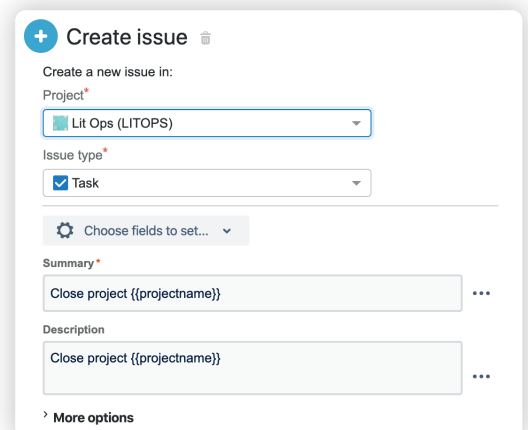 Create issue
Create a new issue in:
Project*
Lit Ops (LITOPS)
Issue type*
Task
Choose fields to set...
Summary*
Close project {{projectname}}
Description
Close project {{projectname}}
More options